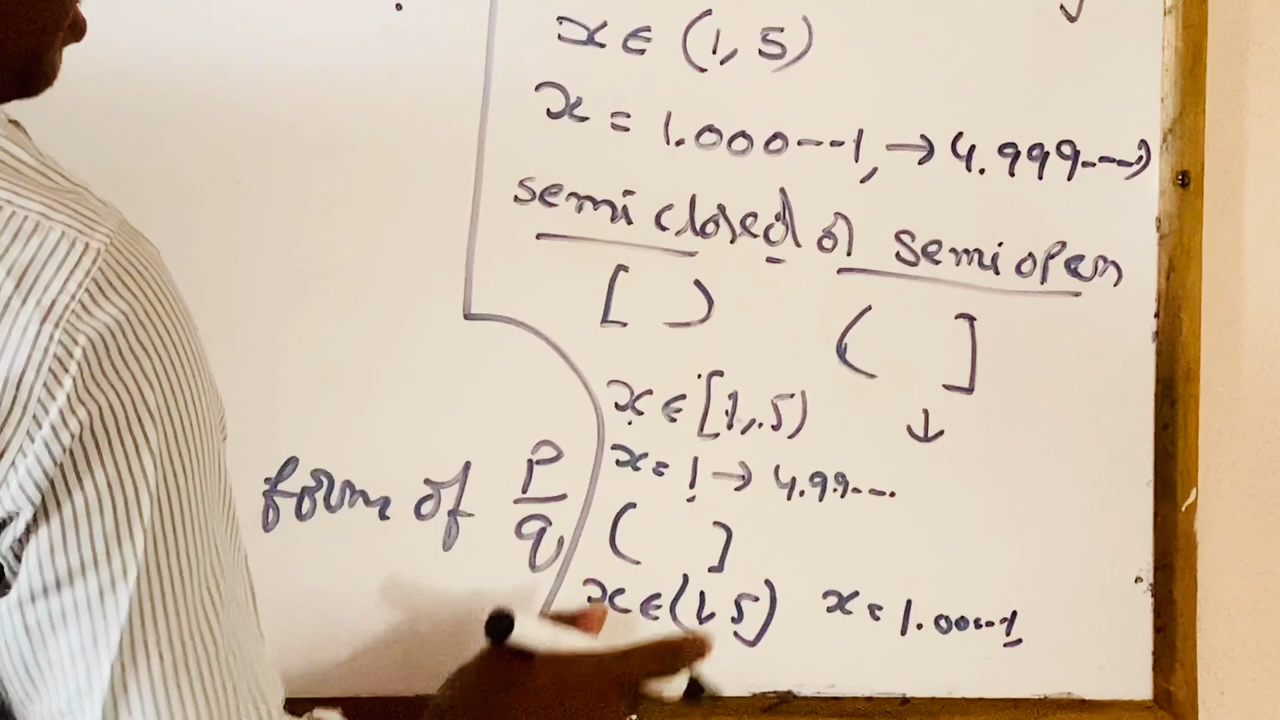 x ∈ (1, 5)
x = 1.000--1, → 4.999--->
semi closed or semi open
[ ) ( ]
↓
x ∈ [1, 5)
x = 1 → 4.99---
( ]
x ∈ (1, 5] x = 1.00--1
form of p/q